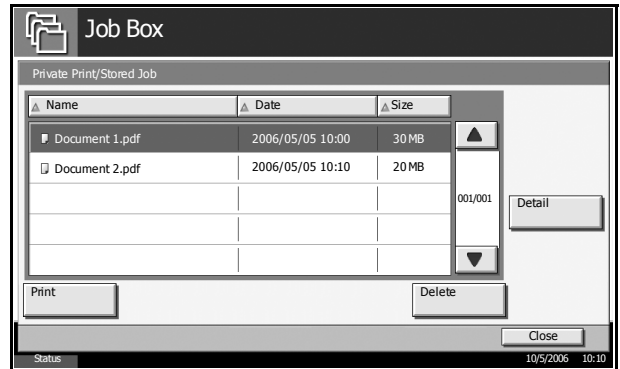 Job Box
Private Print/Stored Job
Name Date Size
Document 1.pdf 2006/05/05 10:00 30 MB
Document 2.pdf 2006/05/05 10:10 20 MB
001/001
Detail
Print Delete
Close
Status 10/5/2006 10:10